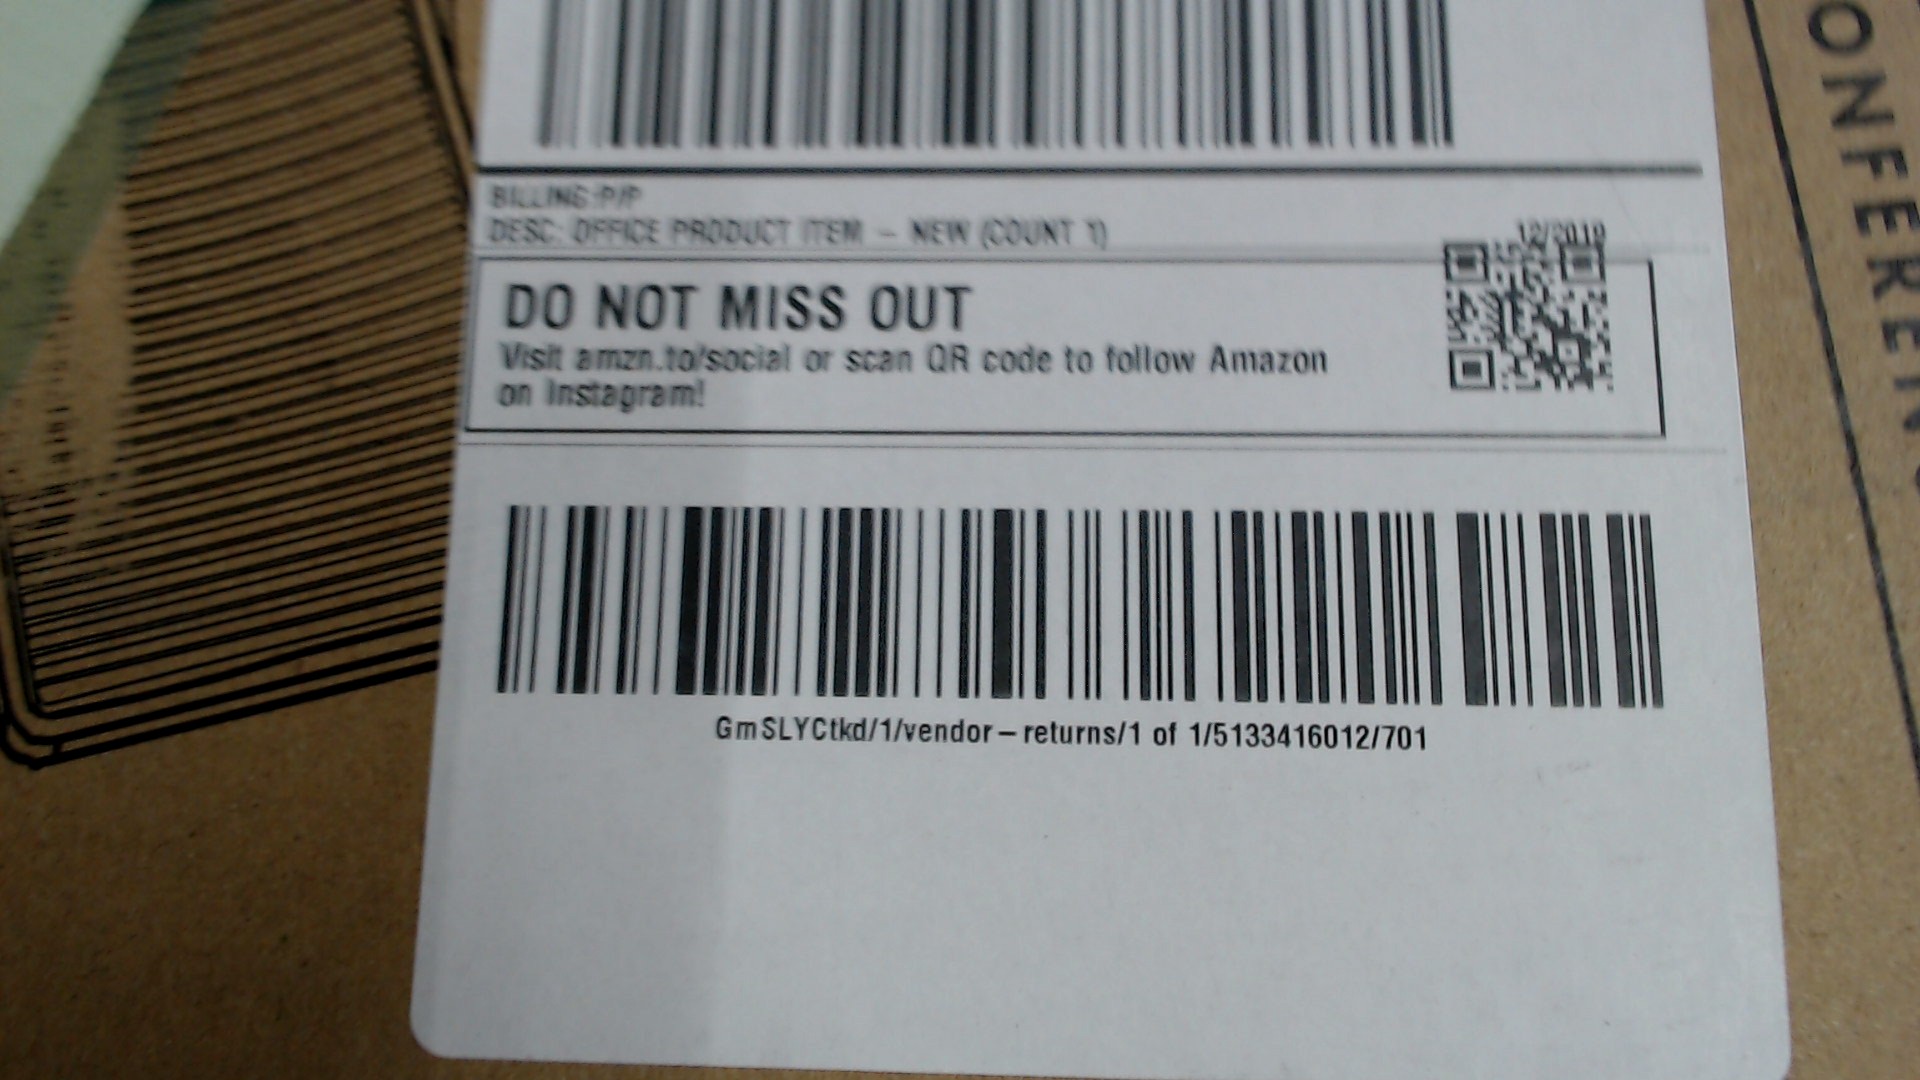 BILLING:P/P
DESC: OFFICE PRODUCT ITEM – NEW (COUNT 1)
12/2019
DO NOT MISS OUT
Visit amzn.to/social or scan QR code to follow Amazon
on Instagram!
GmSLYCtkd/1/vendor–returns/1 of 1/5133416012/701
ONFEREN